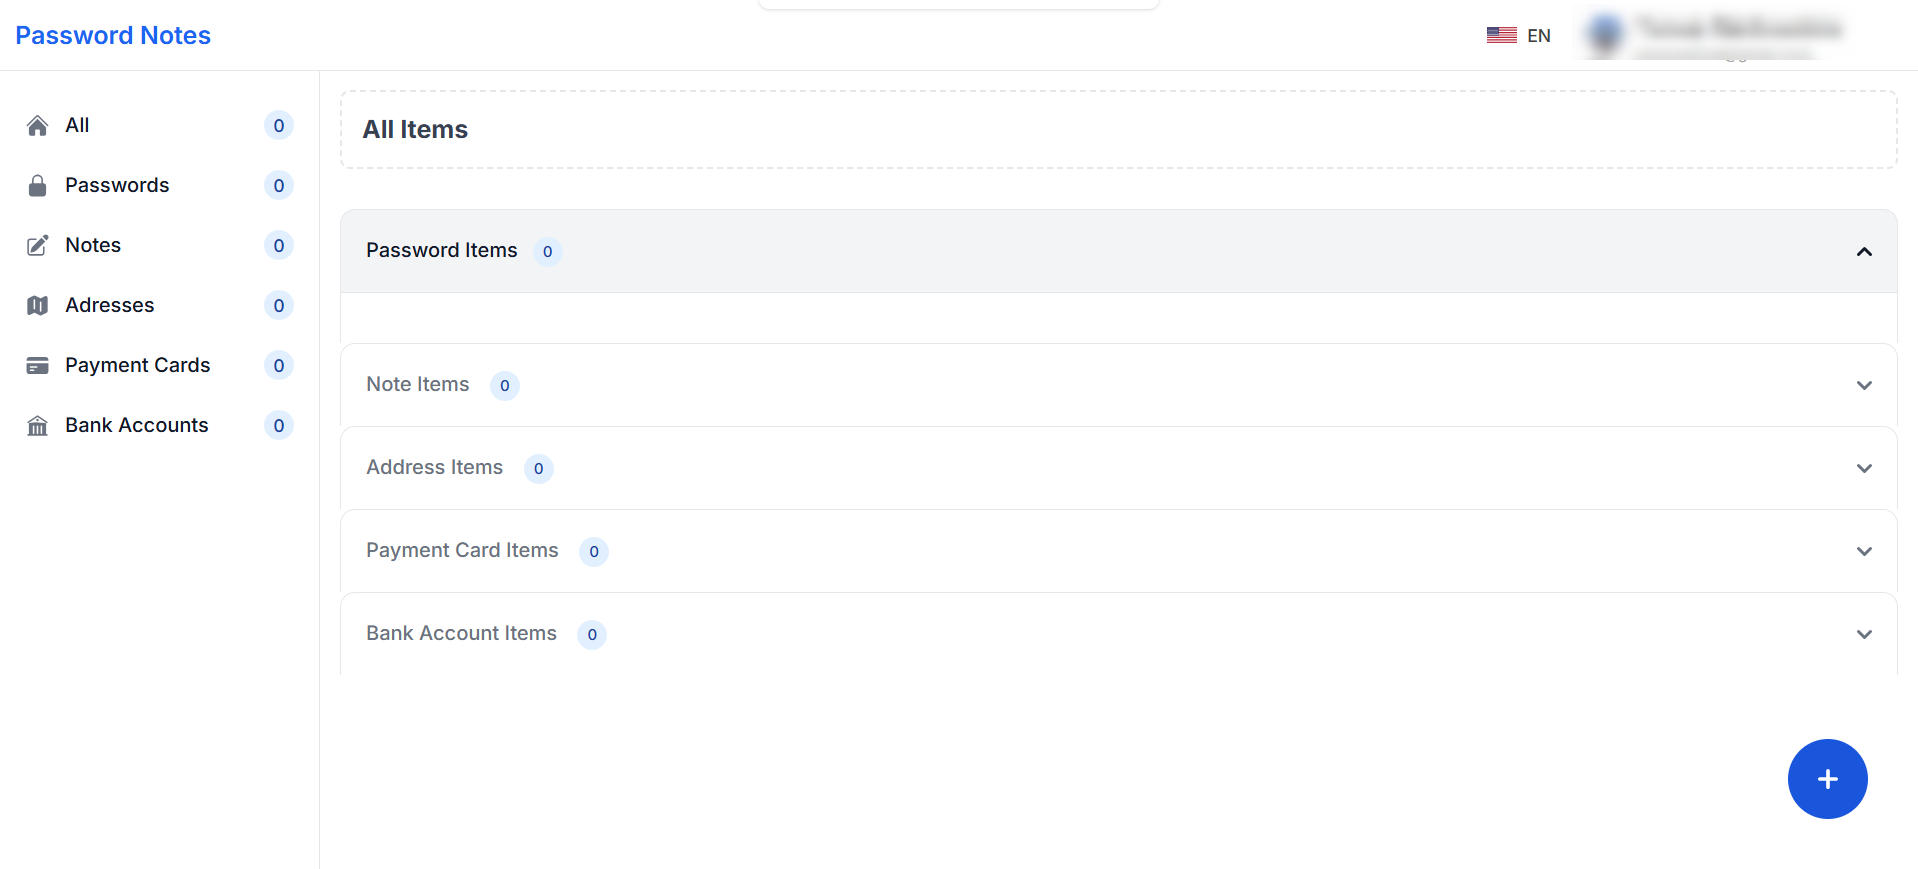 Password Notes
EN
All 0
Passwords 0
Notes 0
Adresses 0
Payment Cards 0
Bank Accounts 0
All Items
Password Items 0
Note Items 0
Address Items 0
Payment Card Items 0
Bank Account Items 0